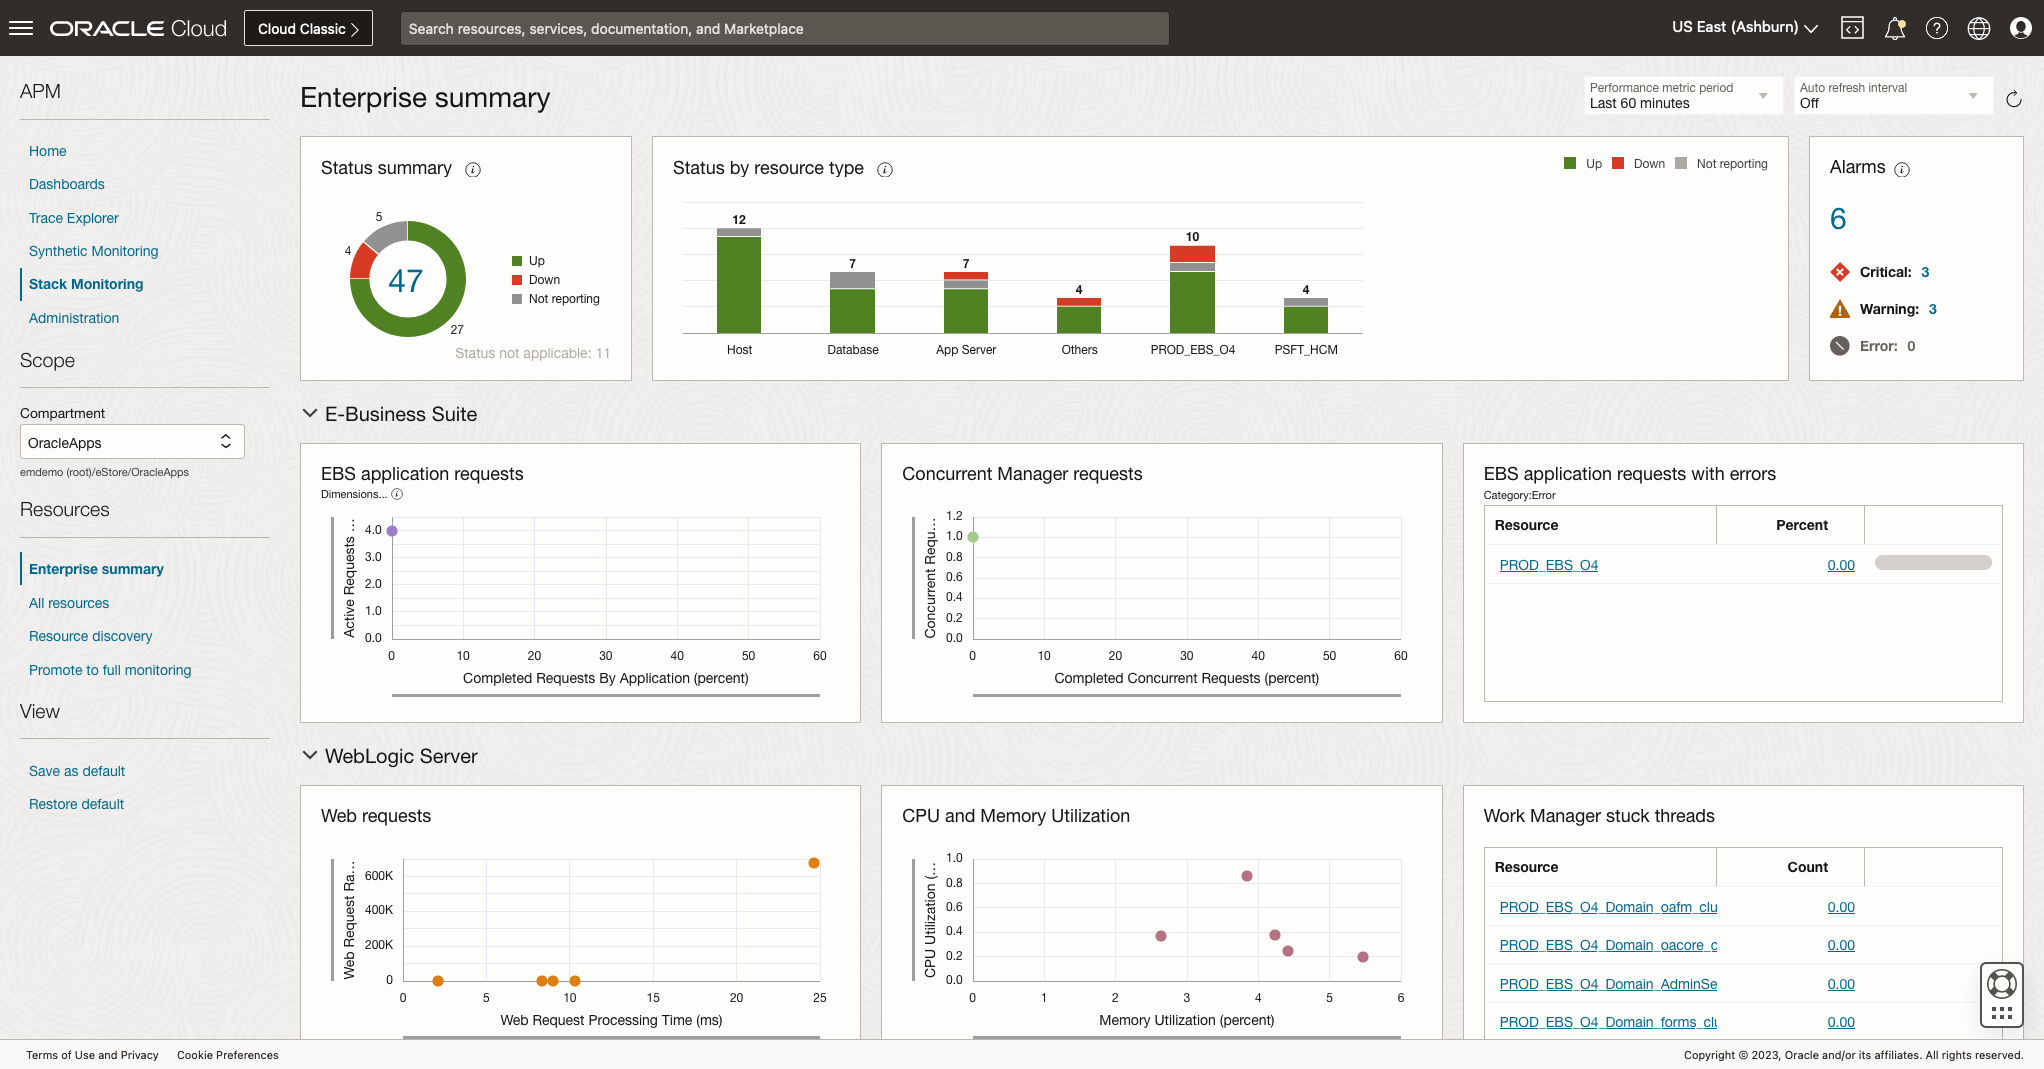 ORACLE Cloud
Cloud Classic
Search resources, services, documentation, and Marketplace
US East (Ashburn)
APM
Home
Dashboards
Trace Explorer
Synthetic Monitoring
Stack Monitoring
Administration
Scope
Compartment
OracleApps
emdemo (root)/eStore/OracleApps
Resources
Enterprise summary
All resources
Resource discovery
Promote to full monitoring
View
Save as default
Restore default
Enterprise summary
Performance metric period
Last 60 minutes
Auto refresh interval
Off
Status summary
5
4
47
27
Up
Down
Not reporting
Status not applicable: 11
Status by resource type
Up Down Not reporting
12
7
7
4
10
4
Host Database App Server Others PROD_EBS_O4 PSFT_HCM
Alarms
6
Critical: 3
Warning: 3
Error: 0
E-Business Suite
EBS application requests
Dimensions...
Active Requests ...
4.0
3.0
2.0
1.0
0.0
0 10 20 30 40 50 60
Completed Requests By Application (percent)
Concurrent Manager requests
Concurrent Requ...
1.2
1.0
0.8
0.6
0.4
0.2
0.0
0 10 20 30 40 50 60
Completed Concurrent Requests (percent)
EBS application requests with errors
Category:Error
Resource Percent
PROD_EBS_O4 0.00
WebLogic Server
Web requests
Web Request Ra...
600K
400K
200K
0
0 5 10 15 20 25
Web Request Processing Time (ms)
CPU and Memory Utilization
CPU Utilization (...
1.0
0.8
0.6
0.4
0.2
0.0
0 1 2 3 4 5 6
Memory Utilization (percent)
Work Manager stuck threads
Resource Count
PROD_EBS_O4_Domain_oafm_clu 0.00
PROD_EBS_O4_Domain_oacore_c 0.00
PROD_EBS_O4_Domain_AdminSe 0.00
PROD_EBS_O4_Domain_forms_clu 0.00
Terms of Use and Privacy Cookie Preferences
Copyright © 2023, Oracle and/or its affiliates. All rights reserved.